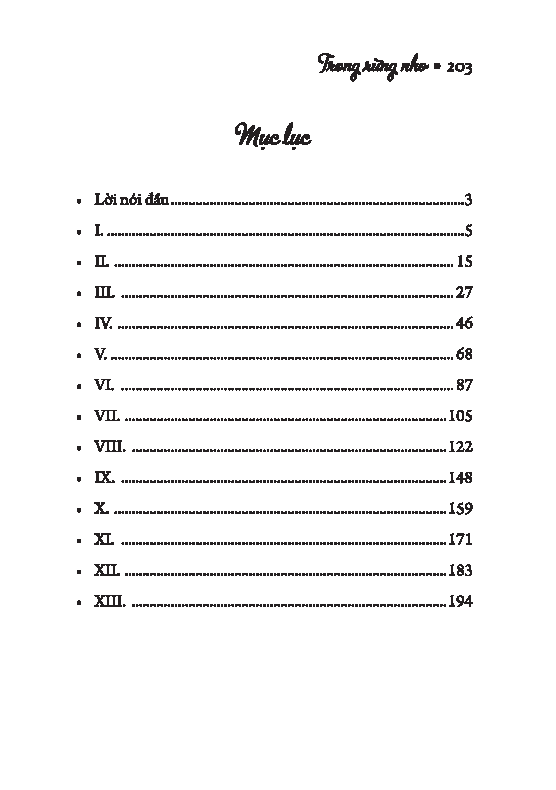 Trong rừng nho • 203
Mục lục
• Lời nói đầu ........ 3
• I. ........ 5
• II. ........ 15
• III. ........ 27
• IV. ........ 46
• V. ........ 68
• VI. ........ 87
• VII. ........ 105
• VIII. ........ 122
• IX. ........ 148
• X. ........ 159
• XI. ........ 171
• XII. ........ 183
• XIII. ........ 194